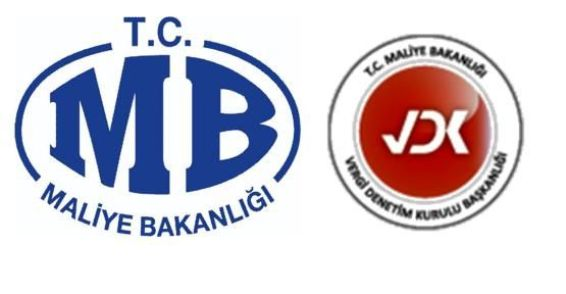 T.C.
MB
MALİYE BAKANLIĞI
T.C. MALİYE BAKANLIĞI
VDK
VERGİ DENETİM KURULU BAŞKANLIĞI